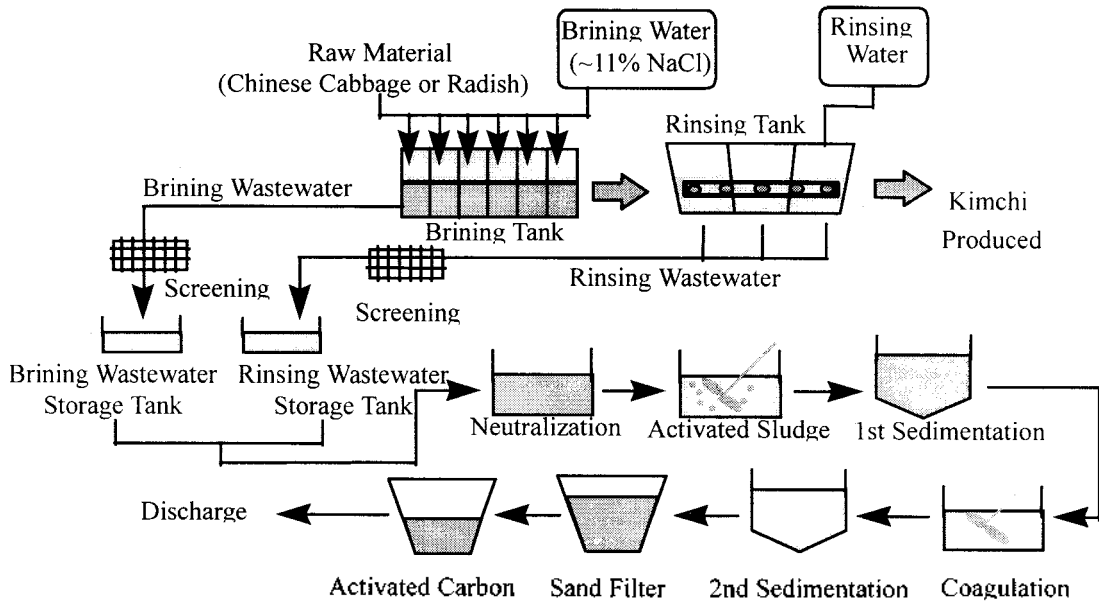 Raw Material
(Chinese Cabbage or Radish)
Brining Water
(~11% NaCl)
Rinsing
Water
Rinsing Tank
Brining Wastewater
Brining Tank
Kimchi
Produced
Rinsing Wastewater
Screening
Screening
Brining Wastewater
Storage Tank
Rinsing Wastewater
Storage Tank
Neutralization
Activated Sludge
1st Sedimentation
Discharge
Activated Carbon
Sand Filter
2nd Sedimentation
Coagulation